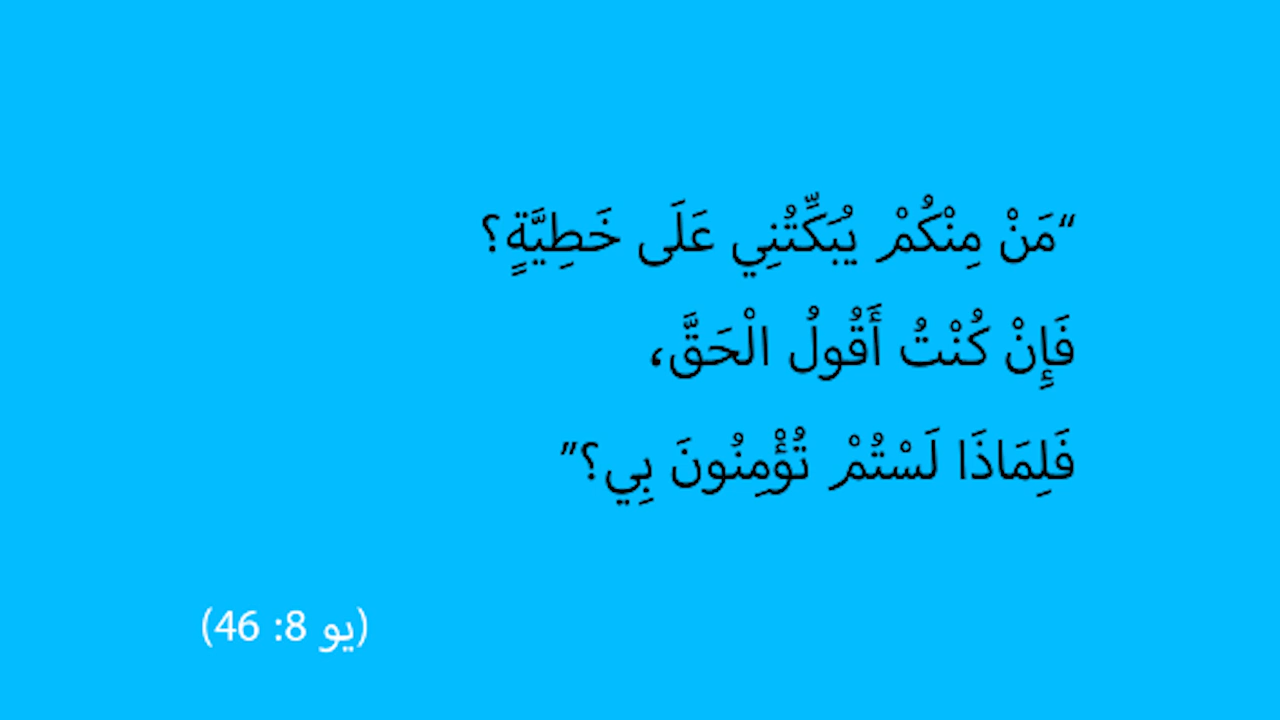 “مَنْ مِنْكُمْ يُبَكِّتُنِي عَلَى خَطِيَّةٍ؟
فَإِنْ كُنْتُ أَقُولُ الْحَقَّ،
فَلِمَاذَا لَسْتُمْ تُؤْمِنُونَ بِي؟”
(يو 8: 46)